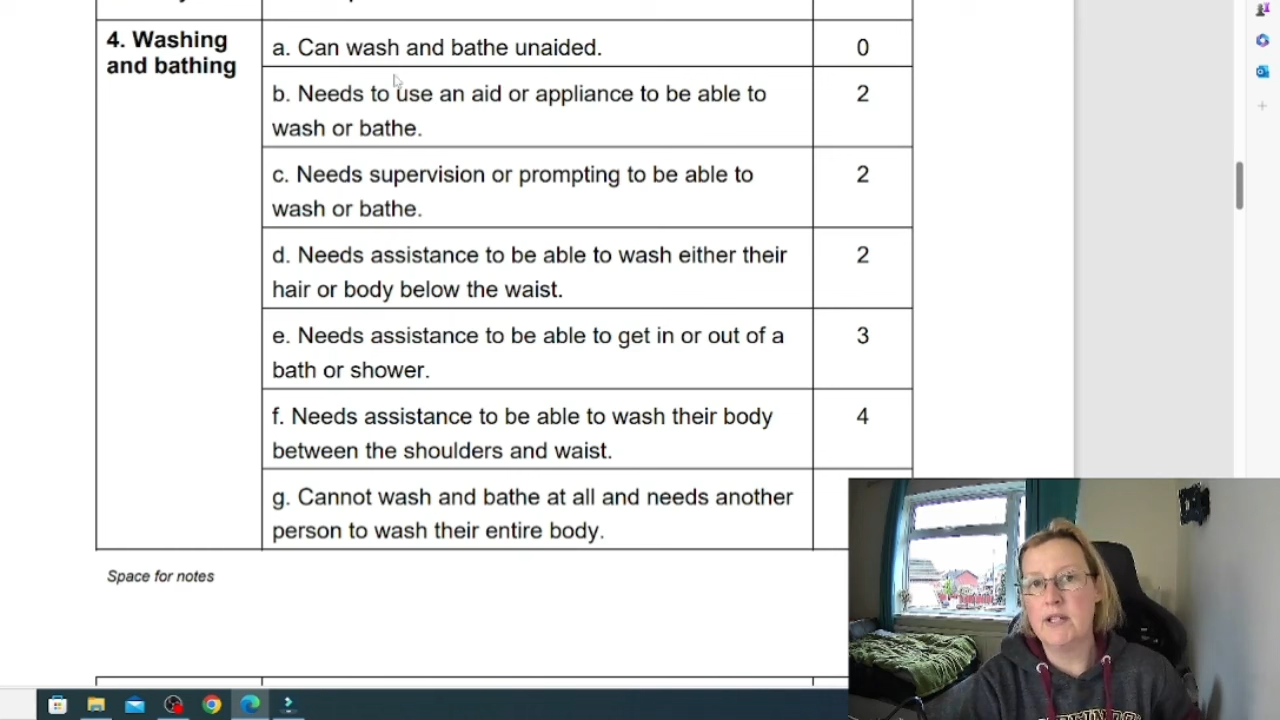 4. Washing
and bathing
a. Can wash and bathe unaided.
0
b. Needs to use an aid or appliance to be able to
wash or bathe.
2
c. Needs supervision or prompting to be able to
wash or bathe.
2
d. Needs assistance to be able to wash either their
hair or body below the waist.
2
e. Needs assistance to be able to get in or out of a
bath or shower.
3
f. Needs assistance to be able to wash their body
between the shoulders and waist.
4
g. Cannot wash and bathe at all and needs another
person to wash their entire body.
Space for notes